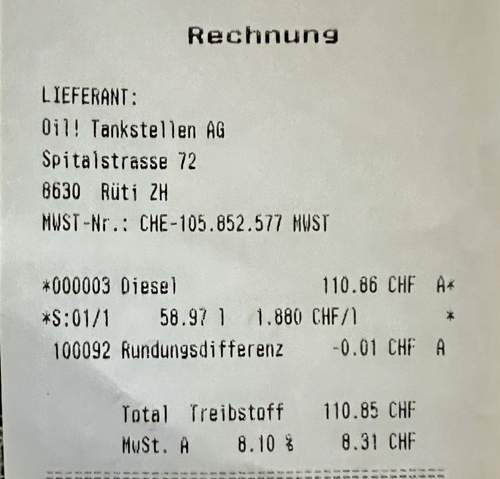 Rechnung
LIEFERANT:
Oil! Tankstellen AG
Spitalstrasse 72
8630 Rüti ZH
MWST-Nr.: CHE-105.852.577 MWST
*000003 Diesel 110.86 CHF A*
*S:01/1 58.97 l 1.880 CHF/l *
100092 Rundungsdifferenz -0.01 CHF A
Total Treibstoff 110.85 CHF
MwSt. A 8.10 % 8.31 CHF